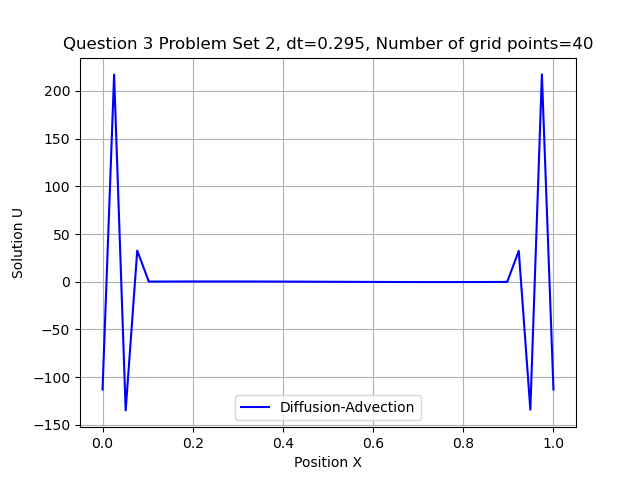 Question 3 Problem Set 2, dt=0.295, Number of grid points=40
200
150
100
50
0
−50
−100
−150
Solution U
Diffusion-Advection
0.0 0.2 0.4 0.6 0.8 1.0
Position X